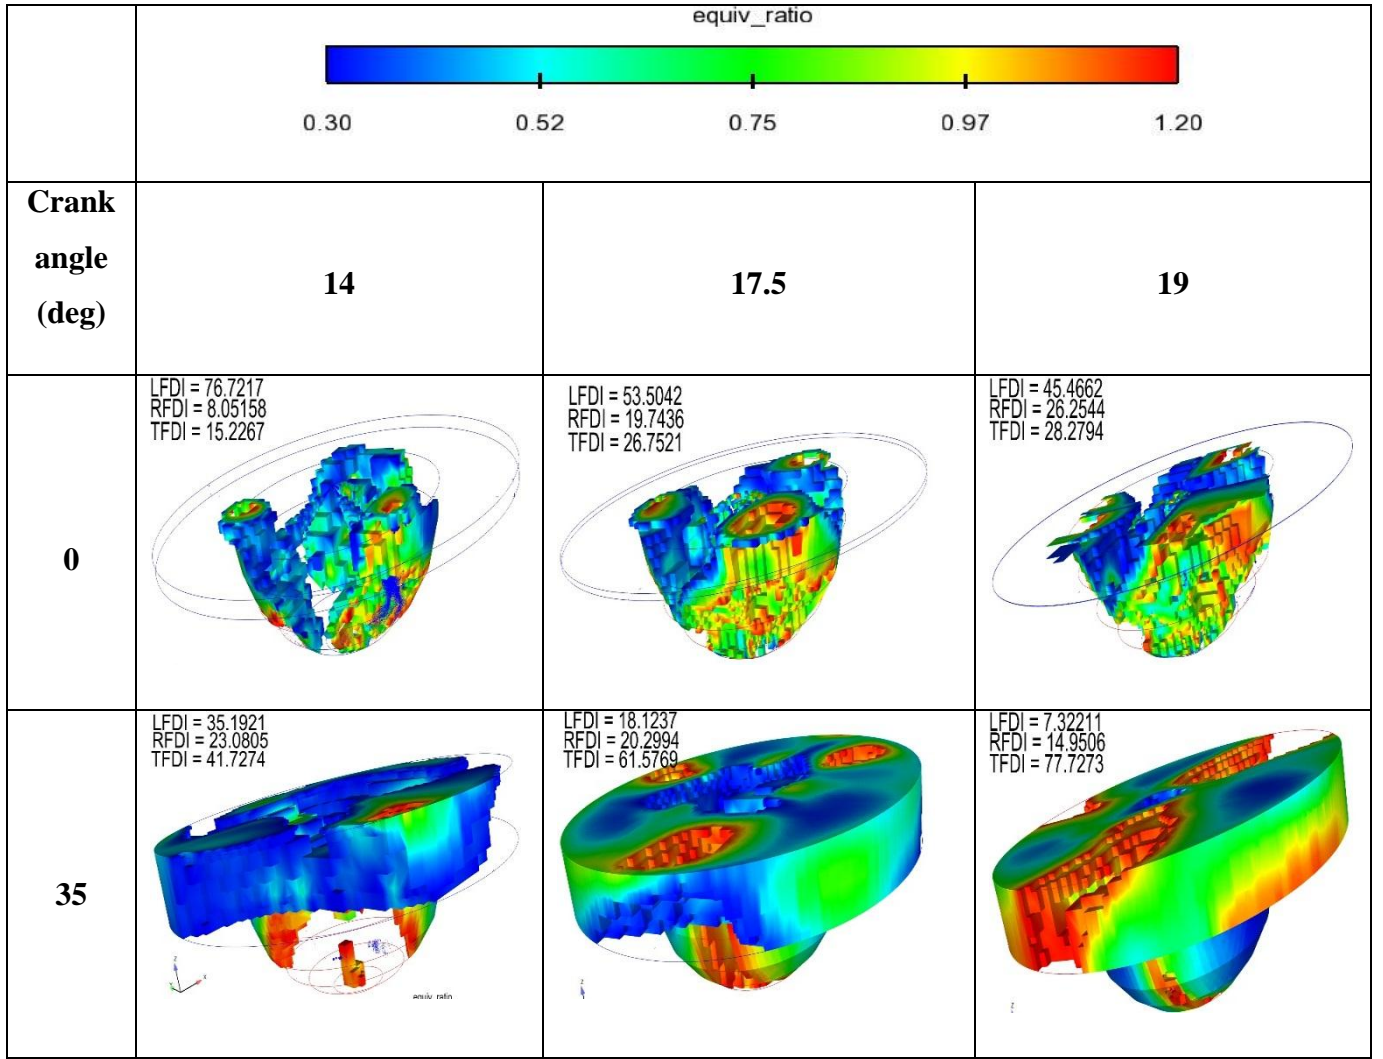 equiv_ratio
0.30 0.52 0.75 0.97 1.20
Crank
angle
(deg)
14 17.5 19
0
LFDI = 76.7217
RFDI = 8.05158
TFDI = 15.2267
LFDI = 53.5042
RFDI = 19.7436
TFDI = 26.7521
LFDI = 45.4662
RFDI = 26.2544
TFDI = 28.2794
35
LFDI = 35.1921
RFDI = 23.0805
TFDI = 41.7274
z
x
equiv_ratio
LFDI = 18.1237
RFDI = 20.2994
TFDI = 61.5769
LFDI = 7.32211
RFDI = 14.9506
TFDI = 77.7273